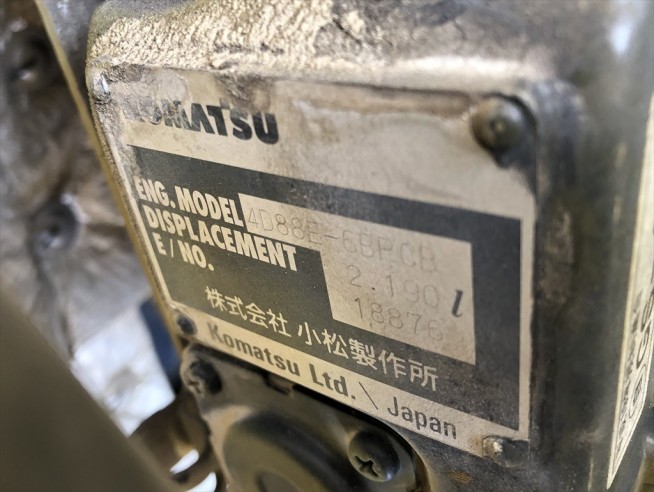 KOMATSU
ENG. MODEL 4D88E-6BPCB
DISPLACEMENT 2.190 ℓ
E / NO. 18876
株式会社 小松製作所
Komatsu Ltd. \ Japan